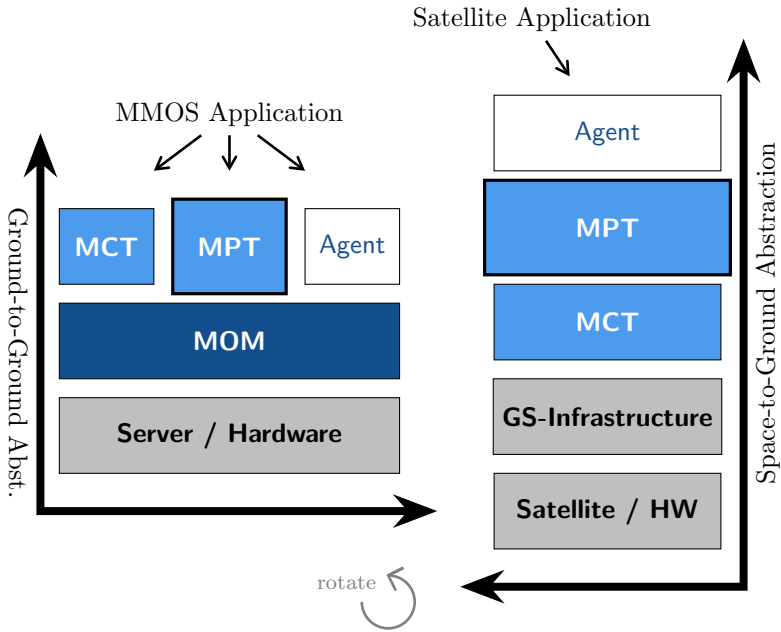 Satellite Application
MMOS Application
Ground-to-Ground Abst.
MCT
MPT
Agent
MOM
Server / Hardware
Agent
MPT
MCT
GS-Infrastructure
Satellite / HW
Space-to-Ground Abstraction
rotate